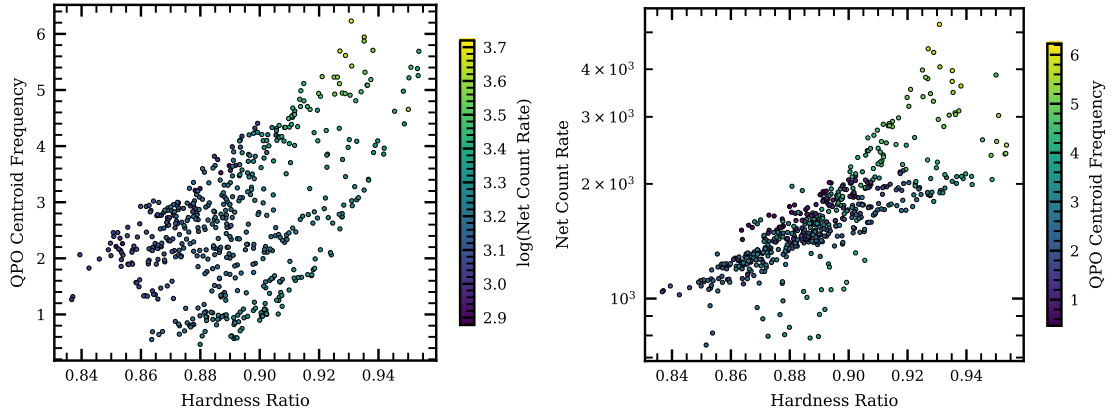 6
5
4
3
2
1
QPO Centroid Frequency
0.84 0.86 0.88 0.90 0.92 0.94
Hardness Ratio
3.7
3.6
3.5
3.4
3.3
3.2
3.1
3.0
2.9
log(Net Count Rate)
4 × 10³
3 × 10³
2 × 10³
10³
Net Count Rate
0.84 0.86 0.88 0.90 0.92 0.94
Hardness Ratio
6
5
4
3
2
1
QPO Centroid Frequency